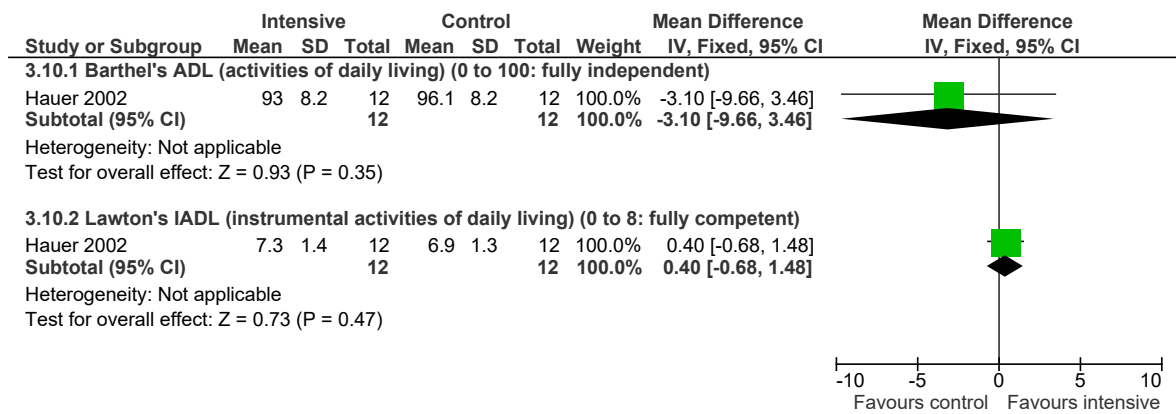 Intensive Control Mean Difference Mean Difference
Study or Subgroup Mean SD Total Mean SD Total Weight IV, Fixed, 95% CI IV, Fixed, 95% CI
3.10.1 Barthel's ADL (activities of daily living) (0 to 100: fully independent)
Hauer 2002 93 8.2 12 96.1 8.2 12 100.0% -3.10 [-9.66, 3.46]
Subtotal (95% CI) 12 12 100.0% -3.10 [-9.66, 3.46]
Heterogeneity: Not applicable
Test for overall effect: Z = 0.93 (P = 0.35)
3.10.2 Lawton's IADL (instrumental activities of daily living) (0 to 8: fully competent)
Hauer 2002 7.3 1.4 12 6.9 1.3 12 100.0% 0.40 [-0.68, 1.48]
Subtotal (95% CI) 12 12 100.0% 0.40 [-0.68, 1.48]
Heterogeneity: Not applicable
Test for overall effect: Z = 0.73 (P = 0.47)
-10 -5 0 5 10
Favours control Favours intensive